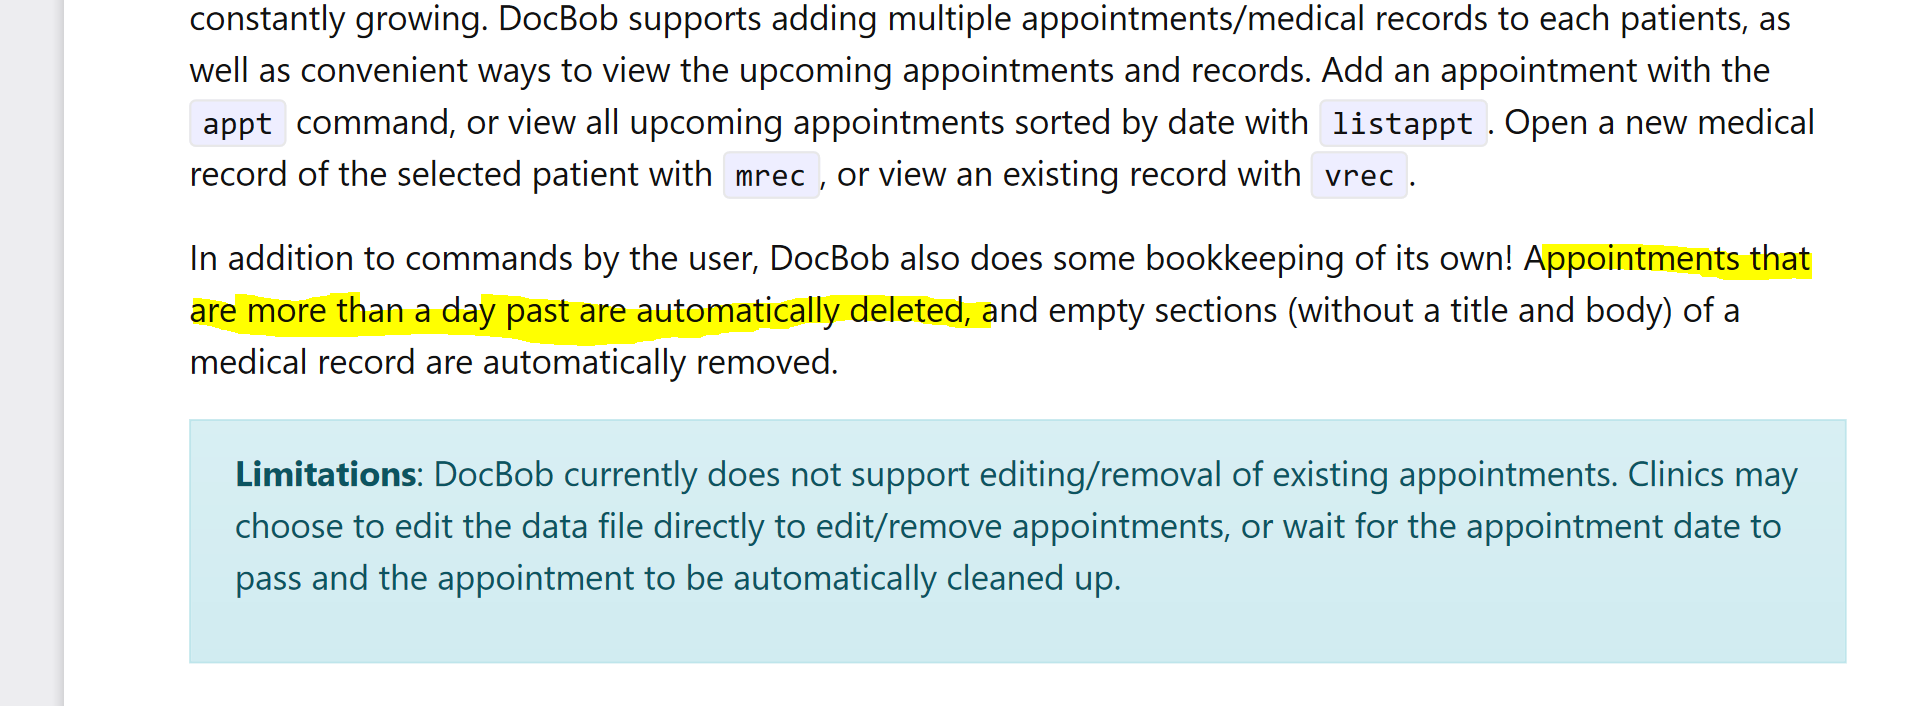 constantly growing. DocBob supports adding multiple appointments/medical records to each patients, as
well as convenient ways to view the upcoming appointments and records. Add an appointment with the
appt command, or view all upcoming appointments sorted by date with listappt. Open a new medical
record of the selected patient with mrec, or view an existing record with vrec.
In addition to commands by the user, DocBob also does some bookkeeping of its own! Appointments that
are more than a day past are automatically deleted, and empty sections (without a title and body) of a
medical record are automatically removed.
Limitations: DocBob currently does not support editing/removal of existing appointments. Clinics may
choose to edit the data file directly to edit/remove appointments, or wait for the appointment date to
pass and the appointment to be automatically cleaned up.